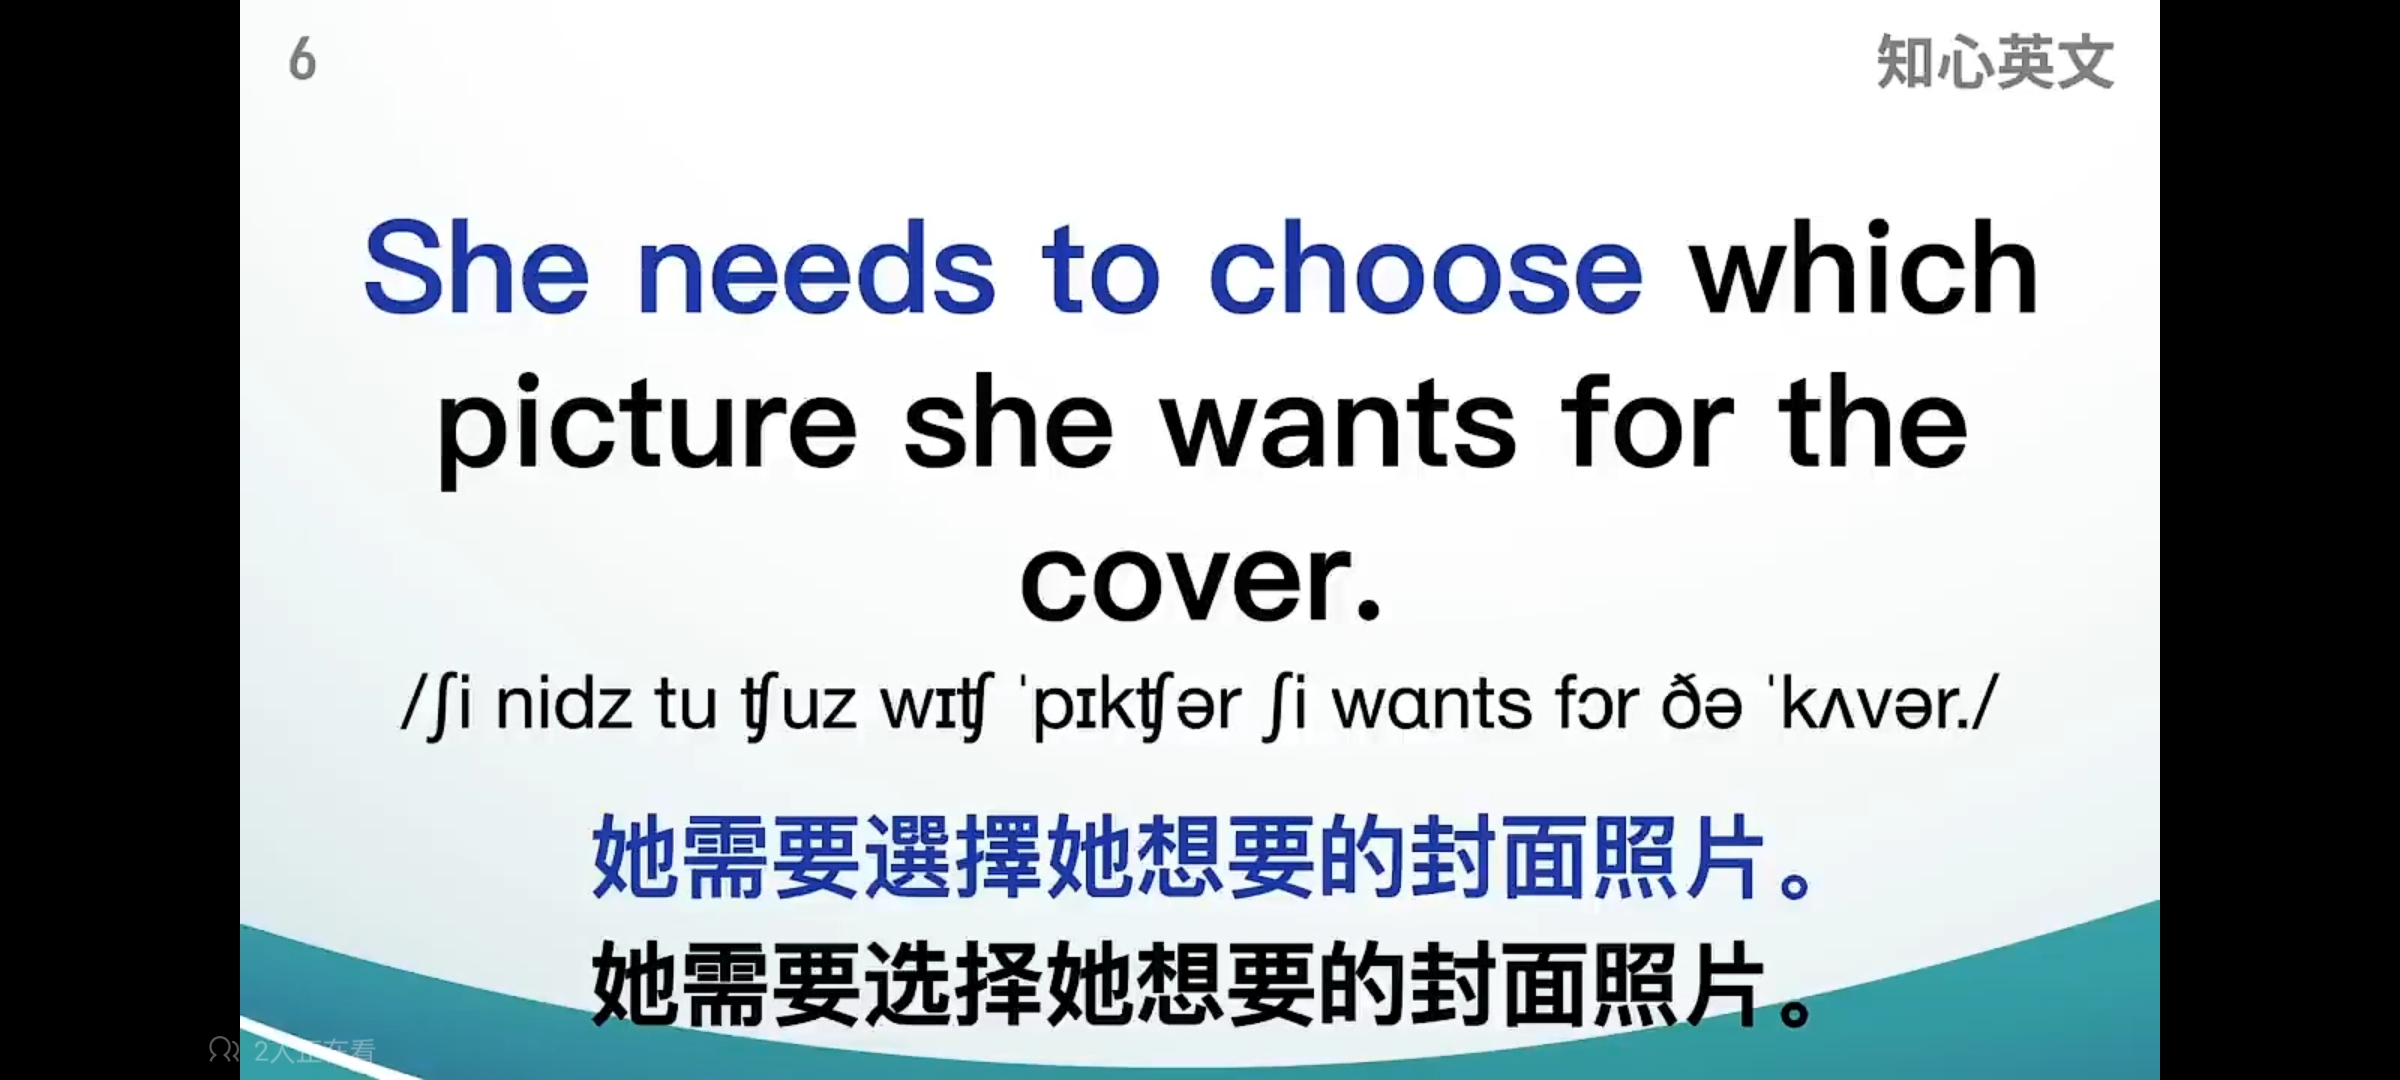 6
知心英文
She needs to choose which
picture she wants for the
cover.
/ʃi nidz tu ʧuz wɪʧ ˈpɪkʧər ʃi wɑnts fɔr ðə ˈkʌvər./
她需要選擇她想要的封面照片。
她需要选择她想要的封面照片。
2人正在看